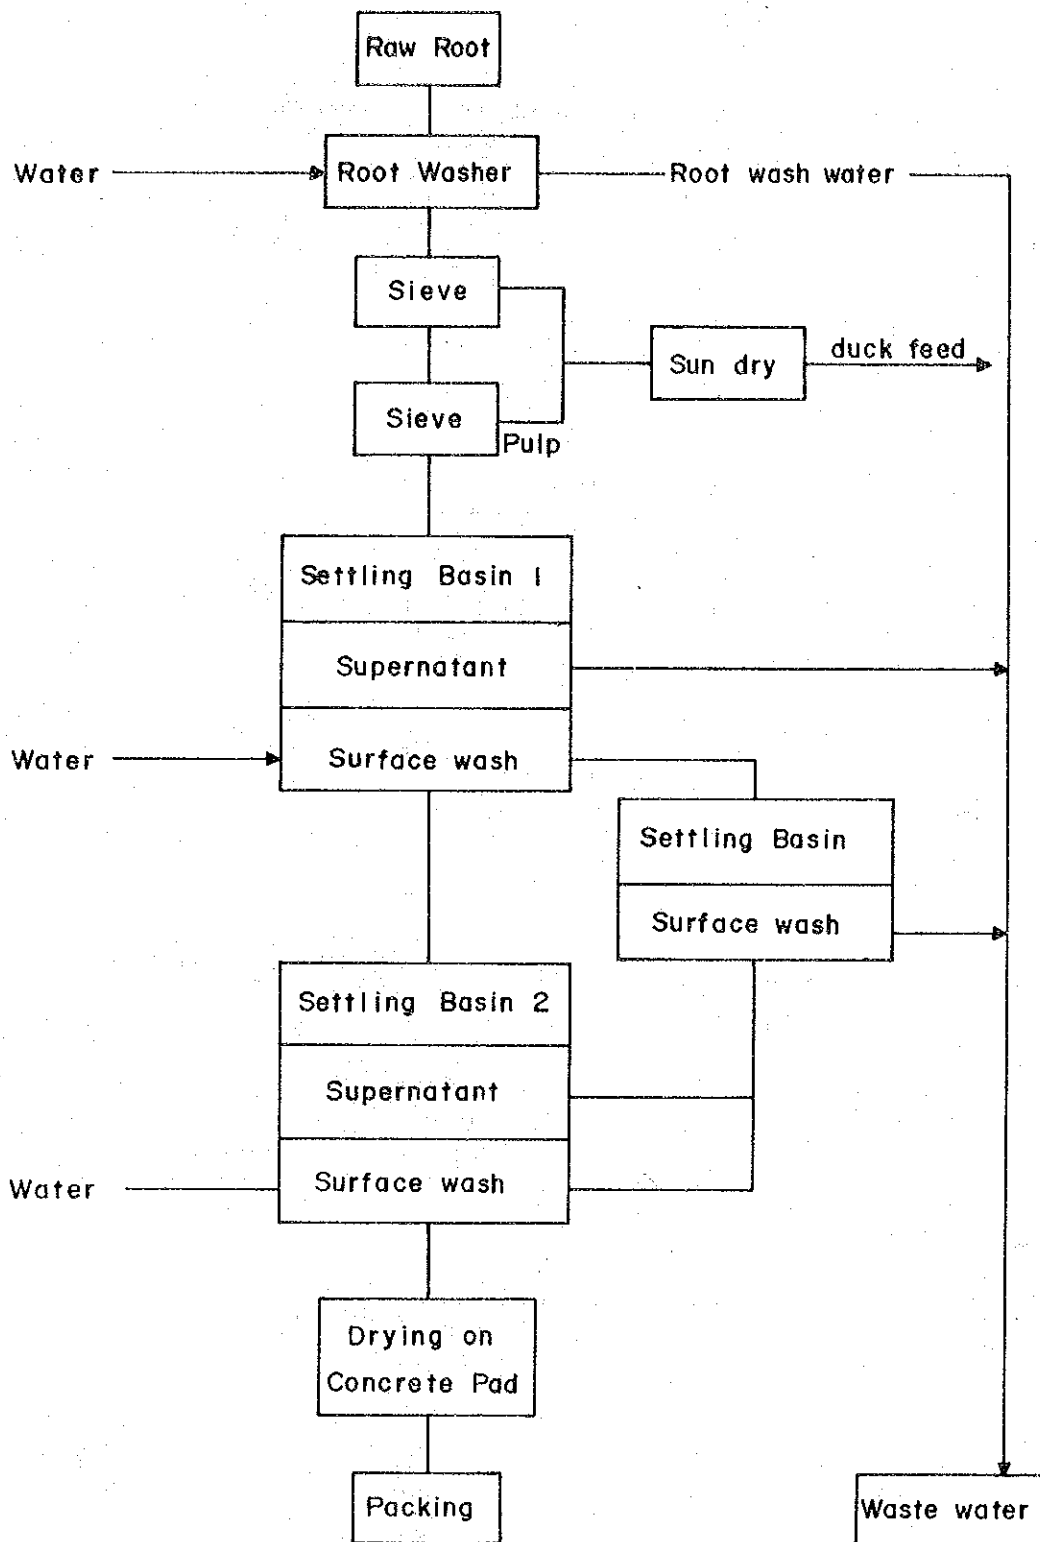 Raw Root
Water
Root Washer
Root wash water
Sieve
Sun dry
duck feed
Sieve
Pulp
Settling Basin 1
Supernatant
Water
Surface wash
Settling Basin
Surface wash
Settling Basin 2
Supernatant
Water
Surface wash
Drying on
Concrete Pad
Packing
Waste water